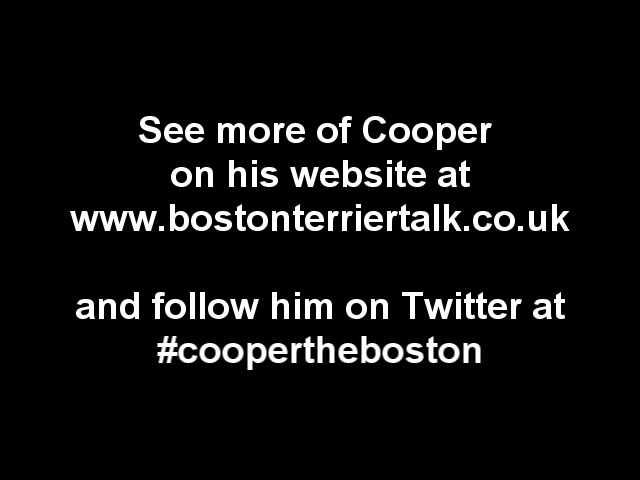 See more of Cooper
on his website at
www.bostonterriertalk.co.uk
and follow him on Twitter at
#coopertheboston